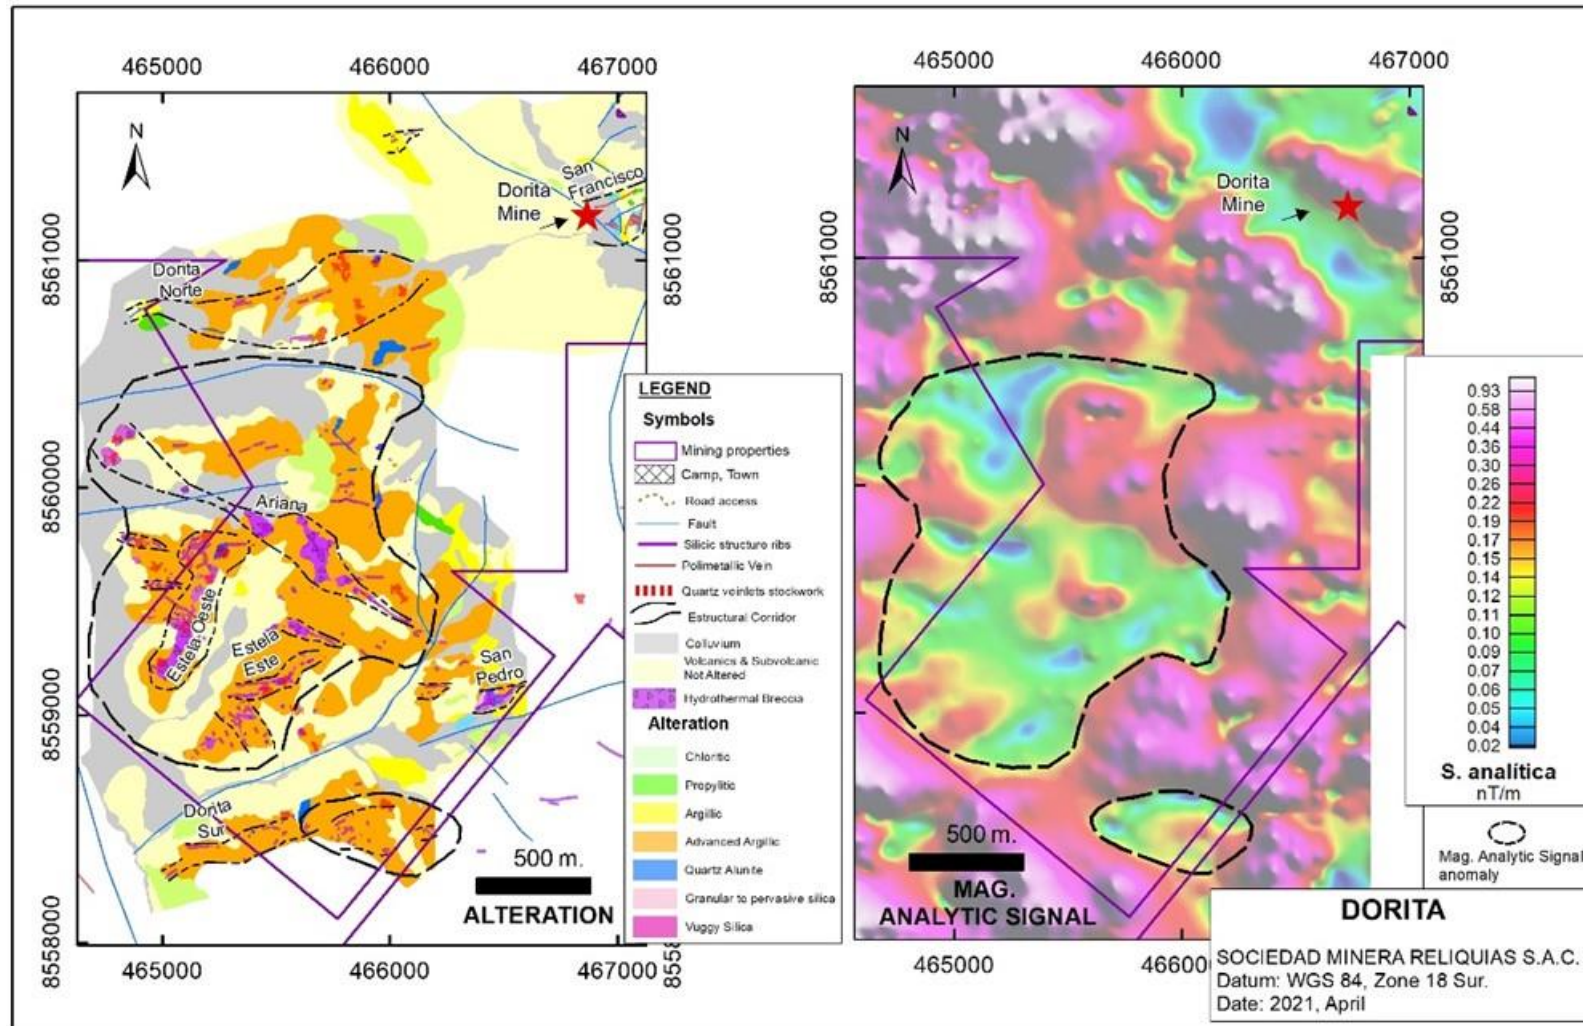 465000
466000
467000
N
San
Francisco
Dorita
Mine
8561000
8561000
Dorita
Norte
8560000
Ariana
Estela Oeste
Estela
Este
San
Pedro
8559000
Dorita
Sur
500 m.
ALTERATION
8558000
465000
466000
467000
LEGEND
Symbols
Mining properties
Camp, Town
Road access
Fault
Silicic structure ribs
Polimetallic Vein
Quartz veinlets stockwork
Estructural Corridor
Colluvium
Volcanics & Subvolcanic
Not Altered
Hydrothermal Breccia
Alteration
Chloritic
Propylitic
Argillic
Advanced Argillic
Quartz Alunite
Granular to pervasive silica
Vuggy Silica
465000
466000
467000
N
Dorita
Mine
8561000
8561000
8560000
8559000
8558000
500 m.
MAG.
ANALYTIC SIGNAL
465000
0.93
0.58
0.44
0.36
0.30
0.26
0.22
0.19
0.17
0.15
0.14
0.12
0.11
0.10
0.09
0.07
0.06
0.05
0.04
0.02
S. analítica
nT/m
Mag. Analytic Signal
anomaly
DORITA
SOCIEDAD MINERA RELIQUIAS S.A.C.
Datum: WGS 84, Zone 18 Sur.
Date: 2021, April